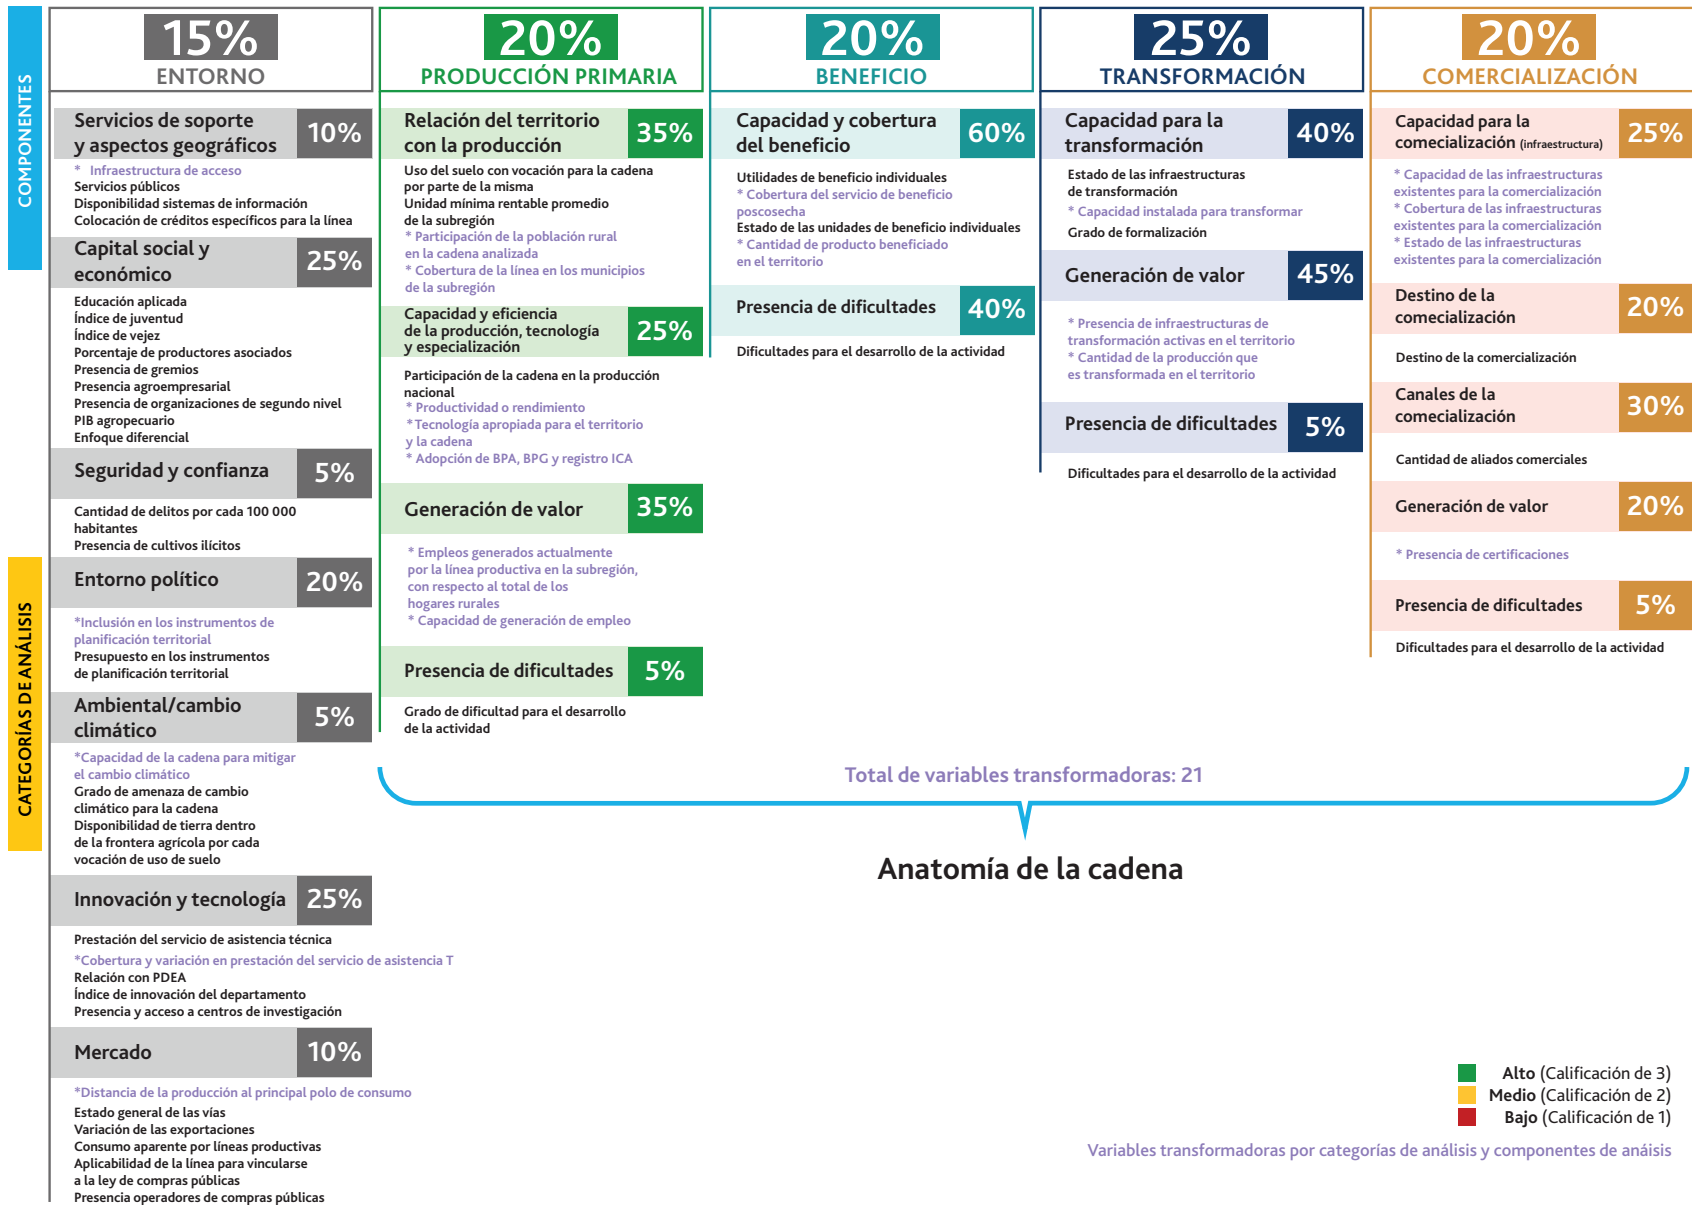 COMPONENTES
CATEGORÍAS DE ANÁLISIS
15%
ENTORNO
Servicios de soporte
y aspectos geográficos
10%
* Infraestructura de acceso
Servicios públicos
Disponibilidad sistemas de información
Colocación de créditos específicos para la línea
Capital social y
económico
25%
Educación aplicada
Índice de juventud
Índice de vejez
Porcentaje de productores asociados
Presencia de gremios
Presencia agroempresarial
Presencia de organizaciones de segundo nivel
PIB agropecuario
Enfoque diferencial
Seguridad y confianza
5%
Cantidad de delitos por cada 100 000
habitantes
Presencia de cultivos ilícitos
Entorno político
20%
*Inclusión en los instrumentos de
planificación territorial
Presupuesto en los instrumentos
de planificación territorial
Ambiental/cambio
climático
5%
*Capacidad de la cadena para mitigar
el cambio climático
Grado de amenaza de cambio
climático para la cadena
Disponibilidad de tierra dentro
de la frontera agrícola por cada
vocación de uso de suelo
Innovación y tecnología
25%
Prestación del servicio de asistencia técnica
*Cobertura y variación en prestación del servicio de asistencia T
Relación con PDEA
Índice de innovación del departamento
Presencia y acceso a centros de investigación
Mercado
10%
*Distancia de la producción al principal polo de consumo
Estado general de las vías
Variación de las exportaciones
Consumo aparente por líneas productivas
Aplicabilidad de la línea para vincularse
a la ley de compras públicas
Presencia operadores de compras públicas
20%
PRODUCCIÓN PRIMARIA
Relación del territorio
con la producción
35%
Uso del suelo con vocación para la cadena
por parte de la misma
Unidad mínima rentable promedio
de la subregión
* Participación de la población rural
en la cadena analizada
* Cobertura de la línea en los municipios
de la subregión
Capacidad y eficiencia
de la producción, tecnología
y especialización
25%
Participación de la cadena en la producción
nacional
* Productividad o rendimiento
*Tecnología apropiada para el territorio
y la cadena
* Adopción de BPA, BPG y registro ICA
Generación de valor
35%
* Empleos generados actualmente
por la línea productiva en la subregión,
con respecto al total de los
hogares rurales
* Capacidad de generación de empleo
Presencia de dificultades
5%
Grado de dificultad para el desarrollo
de la actividad
20%
BENEFICIO
Capacidad y cobertura
del beneficio
60%
Utilidades de beneficio individuales
* Cobertura del servicio de beneficio
poscosecha
Estado de las unidades de beneficio individuales
* Cantidad de producto beneficiado
en el territorio
Presencia de dificultades
40%
Dificultades para el desarrollo de la actividad
25%
TRANSFORMACIÓN
Capacidad para la
transformación
40%
Estado de las infraestructuras
de transformación
* Capacidad instalada para transformar
Grado de formalización
Generación de valor
45%
* Presencia de infraestructuras de
transformación activas en el territorio
* Cantidad de la producción que
es transformada en el territorio
Presencia de dificultades
5%
Dificultades para el desarrollo de la actividad
20%
COMERCIALIZACIÓN
Capacidad para la
comecialización (infraestructura)
25%
* Capacidad de las infraestructuras
existentes para la comercialización
* Cobertura de las infraestructuras
existentes para la comercialización
* Estado de las infraestructuras
existentes para la comercialización
Destino de la
comecialización
20%
Destino de la comercialización
Canales de la
comecialización
30%
Cantidad de aliados comerciales
Generación de valor
20%
* Presencia de certificaciones
Presencia de dificultades
5%
Dificultades para el desarrollo de la actividad
Total de variables transformadoras: 21
Anatomía de la cadena
Alto (Calificación de 3)
Medio (Calificación de 2)
Bajo (Calificación de 1)
Variables transformadoras por categorías de análisis y componentes de anáisis